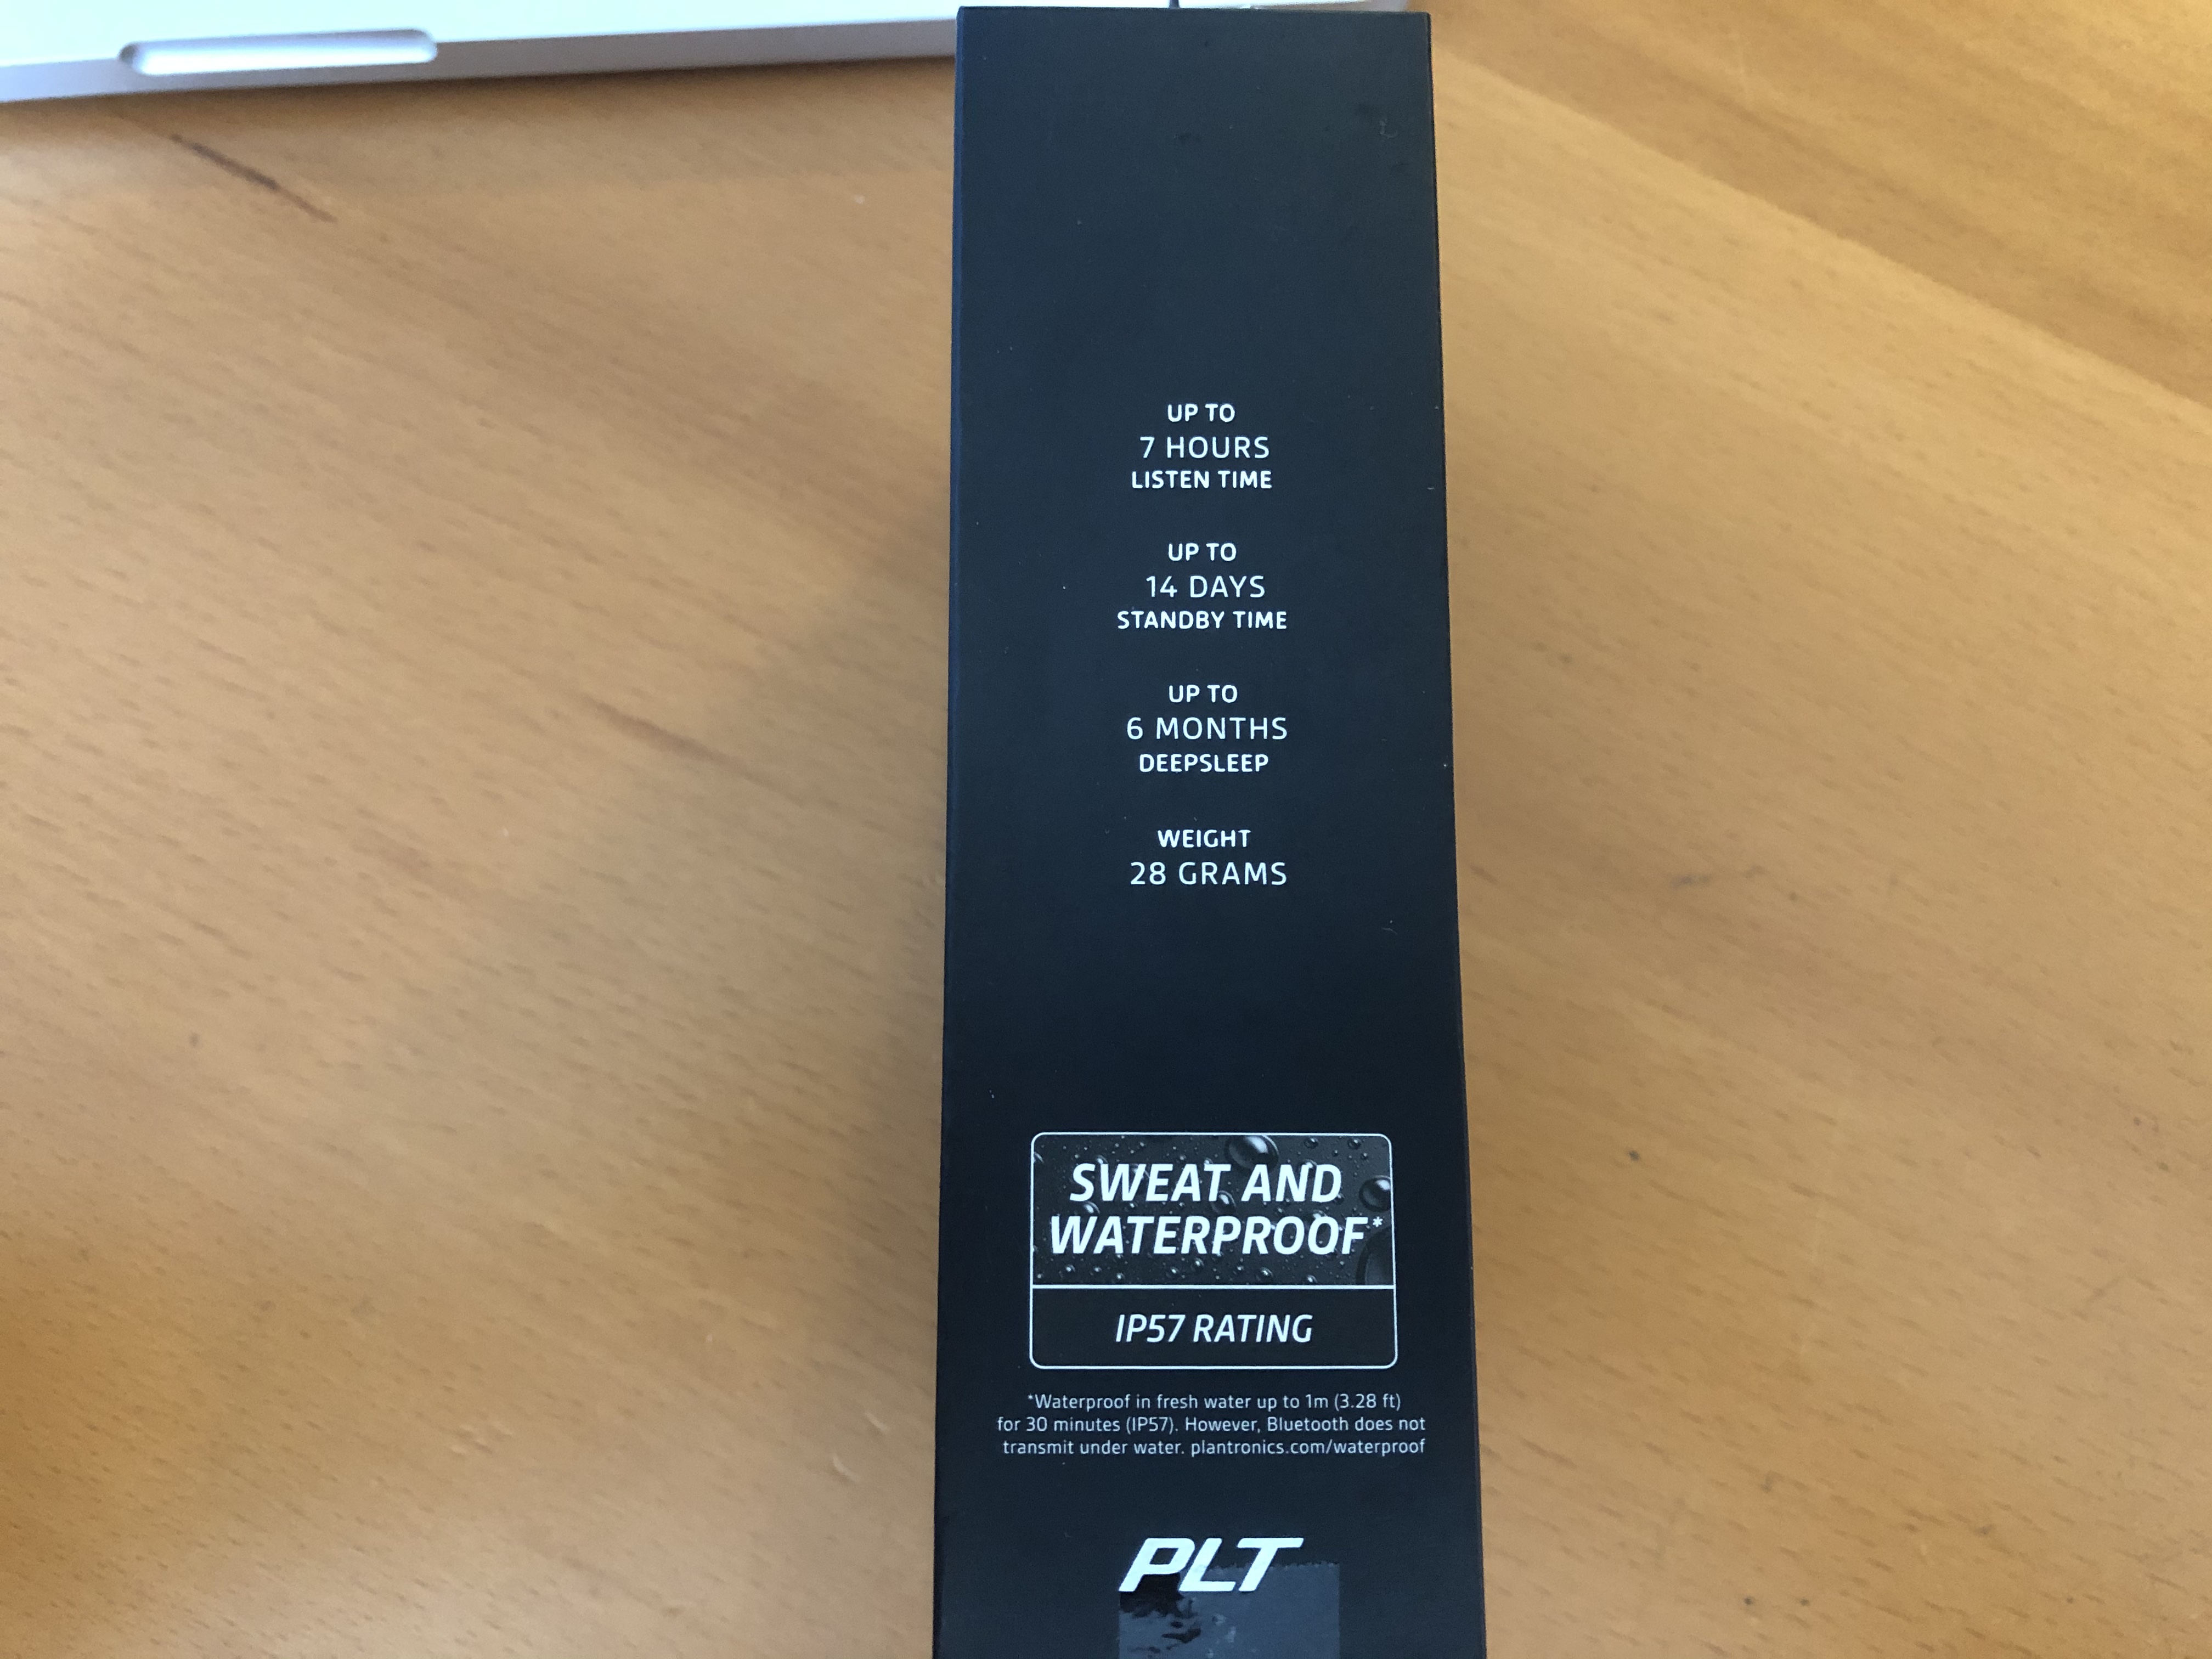 UP TO
7 HOURS
LISTEN TIME
UP TO
14 DAYS
STANDBY TIME
UP TO
6 MONTHS
DEEPSLEEP
WEIGHT
28 GRAMS
SWEAT AND
WATERPROOF*
IP57 RATING
*Waterproof in fresh water up to 1m (3.28 ft)
for 30 minutes (IP57). However, Bluetooth does not
transmit under water. plantronics.com/waterproof
PLT